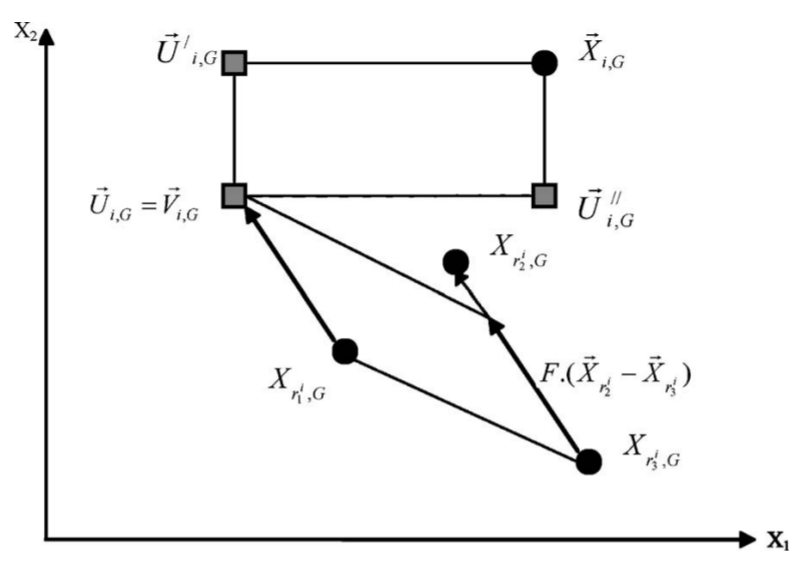 X₂
U⃗ ′ᵢ,G
X⃗ᵢ,G
U⃗ᵢ,G = V⃗ᵢ,G
U⃗ ″ᵢ,G
X_{r₂ⁱ,G}
F.(X⃗_{r₂ⁱ} − X⃗_{r₃ⁱ})
X_{r₁ⁱ,G}
X_{r₃ⁱ,G}
X₁